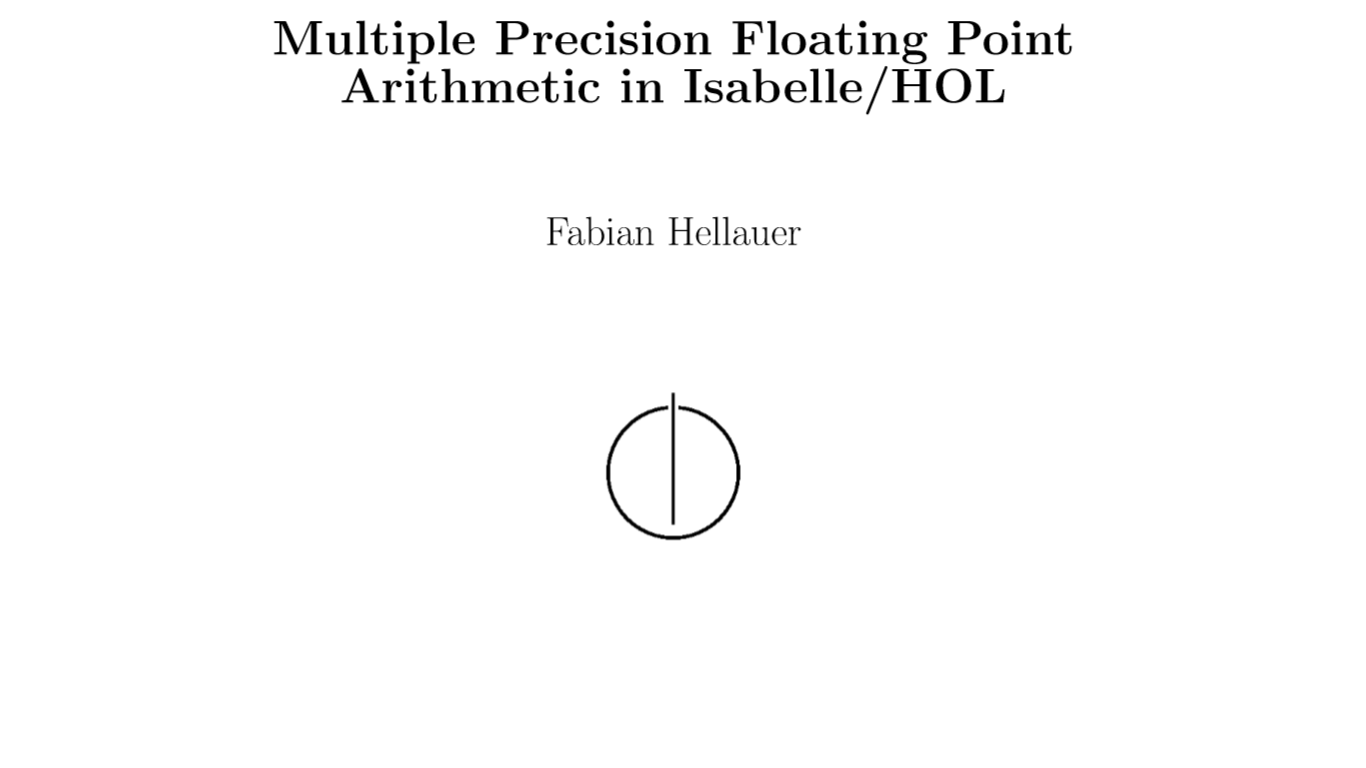 Multiple Precision Floating Point
Arithmetic in Isabelle/HOL
Fabian Hellauer